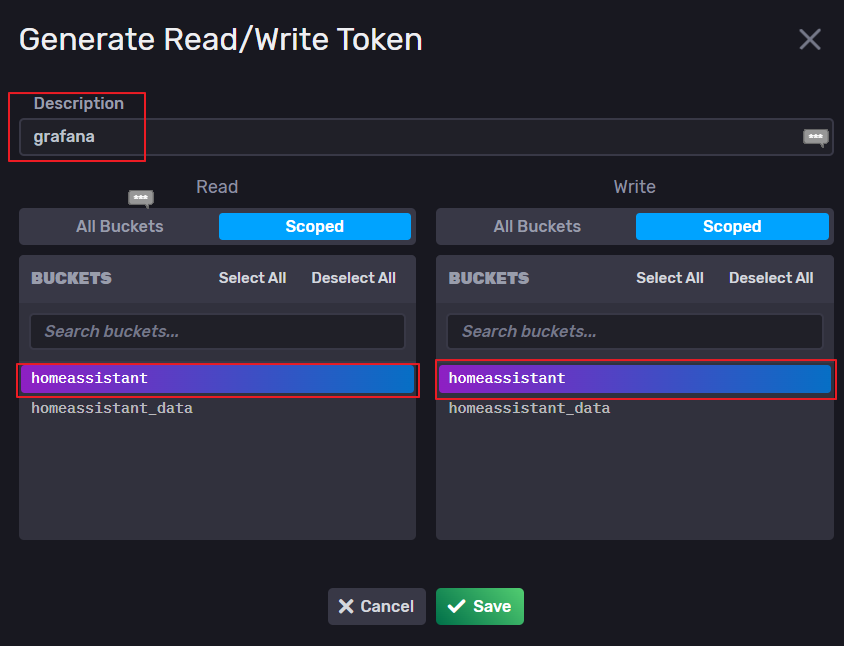 Generate Read/Write Token
Description
grafana
Read
All Buckets
Scoped
BUCKETS
Select All
Deselect All
Search buckets...
homeassistant
homeassistant_data
Write
All Buckets
Scoped
BUCKETS
Select All
Deselect All
Search buckets...
homeassistant
homeassistant_data
Cancel
Save